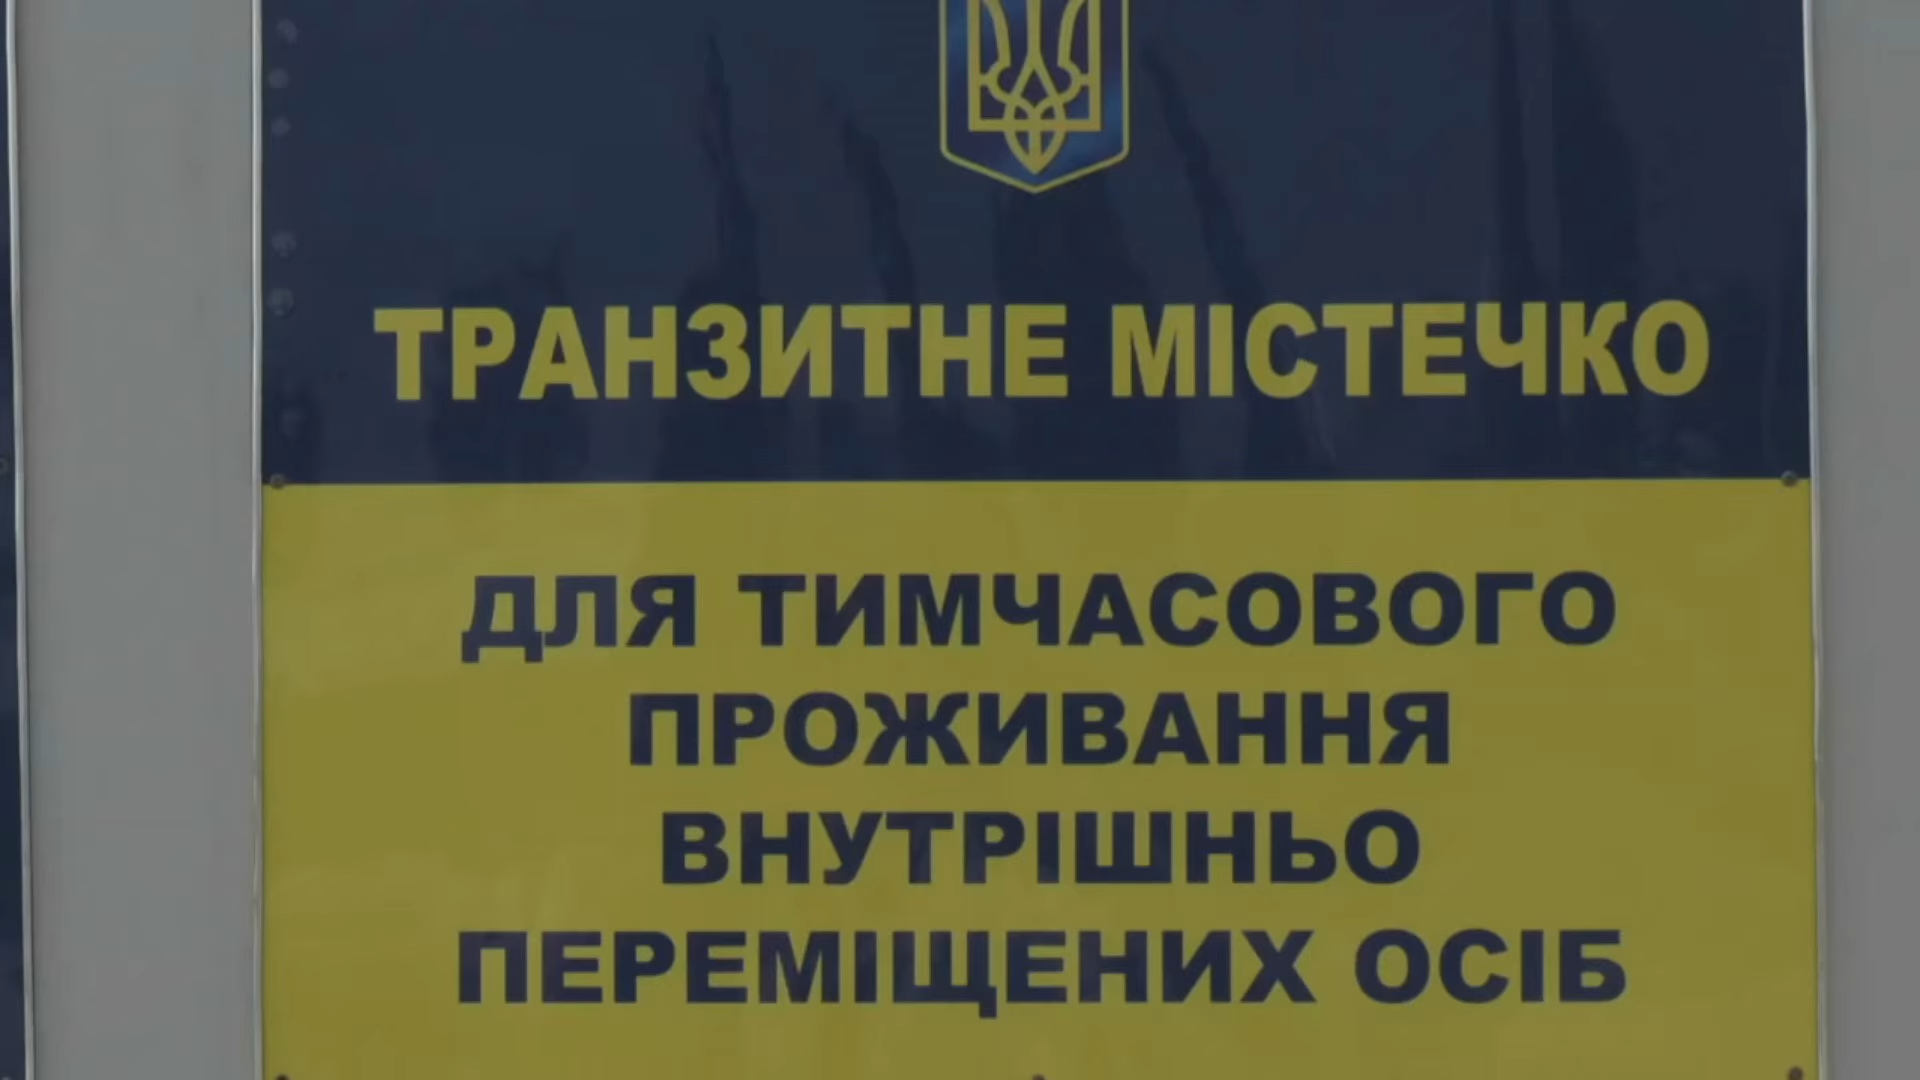 ТРАНЗИТНЕ МІСТЕЧКО
ДЛЯ ТИМЧАСОВОГО
ПРОЖИВАННЯ
ВНУТРІШНЬО
ПЕРЕМІЩЕНИХ ОСІБ